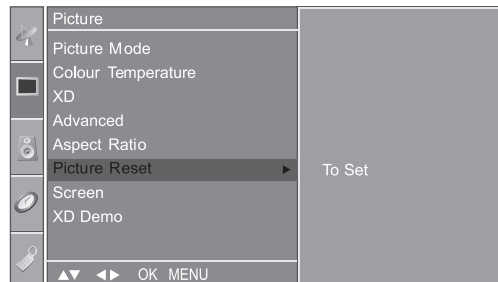 Picture
Picture Mode
Colour Temperature
XD
Advanced
Aspect Ratio
Picture Reset ▶ To Set
Screen
XD Demo
▲▼ ◀▶ OK MENU